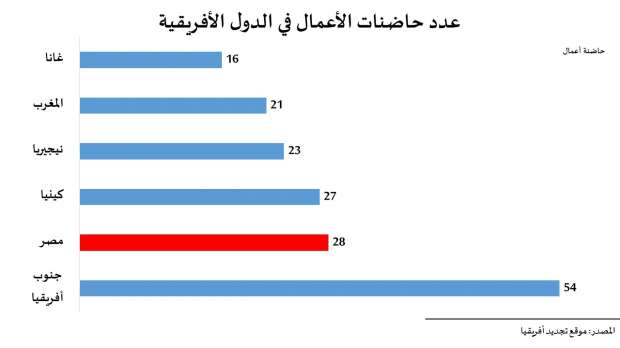 عدد حاضنات الأعمال في الدول الأفريقية
حاضنة أعمال
غانا 16
المغرب 21
نيجيريا 23
كينيا 27
مصر 28
جنوب
أفريقيا 54
المصدر: موقع تجديد أفريقيا